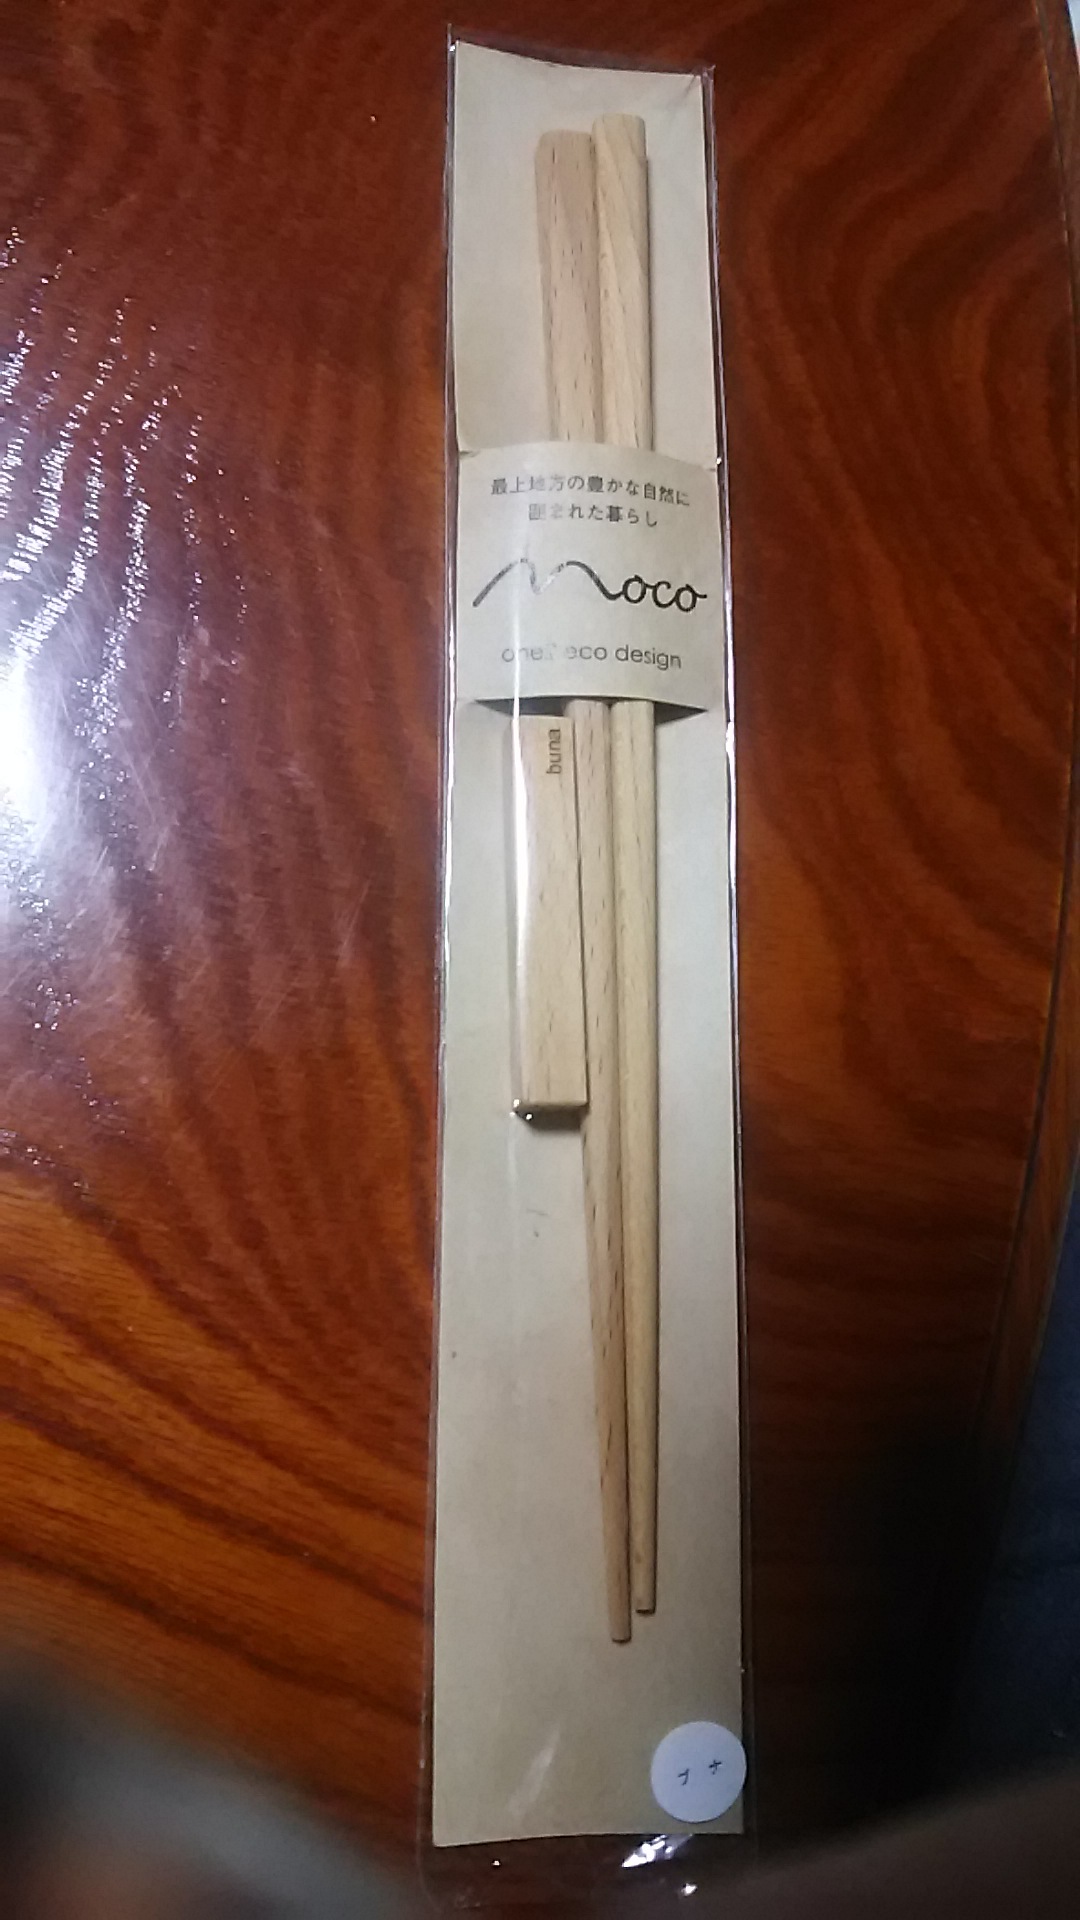 最上地方の豊かな自然に
囲まれた暮らし
moco
eco design
buna
ブナ